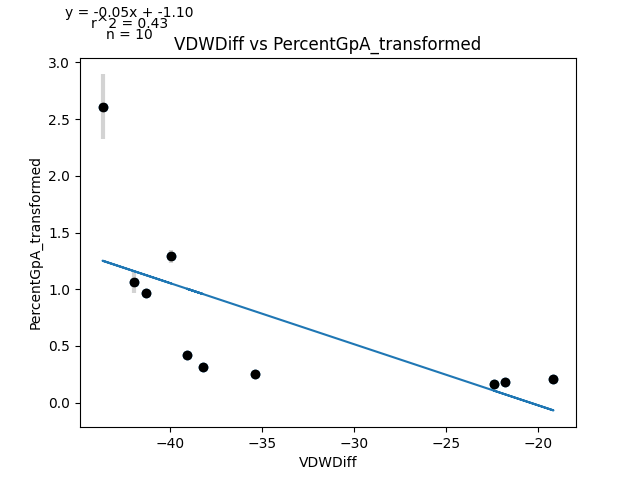 y = -0.05x + -1.10
r^2 = 0.43
n = 10
VDWDiff vs PercentGpA_transformed
3.0
2.5
2.0
1.5
1.0
0.5
0.0
PercentGpA_transformed
−40
−35
−30
−25
−20
VDWDiff